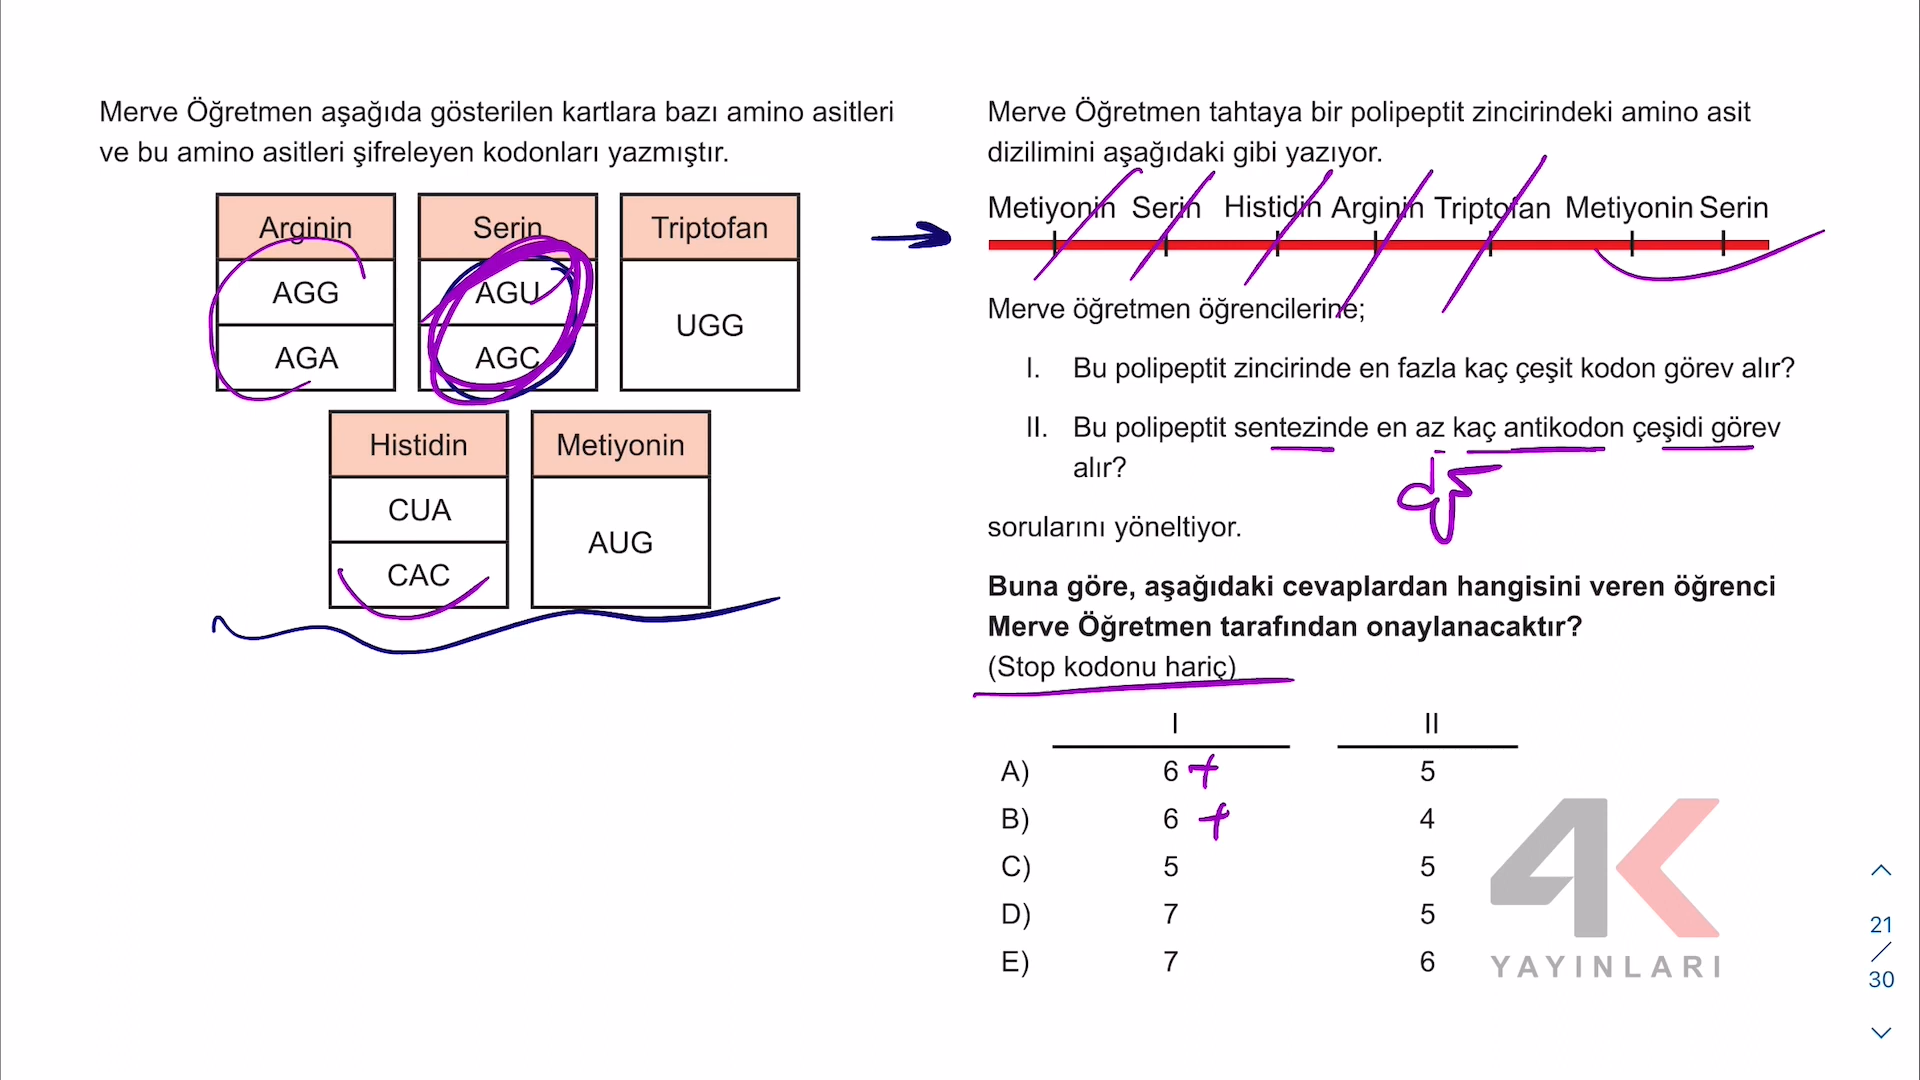 Merve Öğretmen aşağıda gösterilen kartlara bazı amino asitleri
ve bu amino asitleri şifreleyen kodonları yazmıştır.
Arginin
AGG
AGA
Serin
AGU
AGC
Triptofan
UGG
Histidin
CUA
CAC
Metiyonin
AUG
Merve Öğretmen tahtaya bir polipeptit zincirindeki amino asit
dizilimini aşağıdaki gibi yazıyor.
Metiyonin Serin Histidin Arginin Triptofan Metiyonin Serin
Merve öğretmen öğrencilerine;
I. Bu polipeptit zincirinde en fazla kaç çeşit kodon görev alır?
II. Bu polipeptit sentezinde en az kaç antikodon çeşidi görev
alır?
sorularını yöneltiyor.
Buna göre, aşağıdaki cevaplardan hangisini veren öğrenci
Merve Öğretmen tarafından onaylanacaktır?
(Stop kodonu hariç)
I II
A) 6 + 5
B) 6 + 4
C) 5 5
D) 7 5
E) 7 6
4K
YAYINLARI
21
/
30